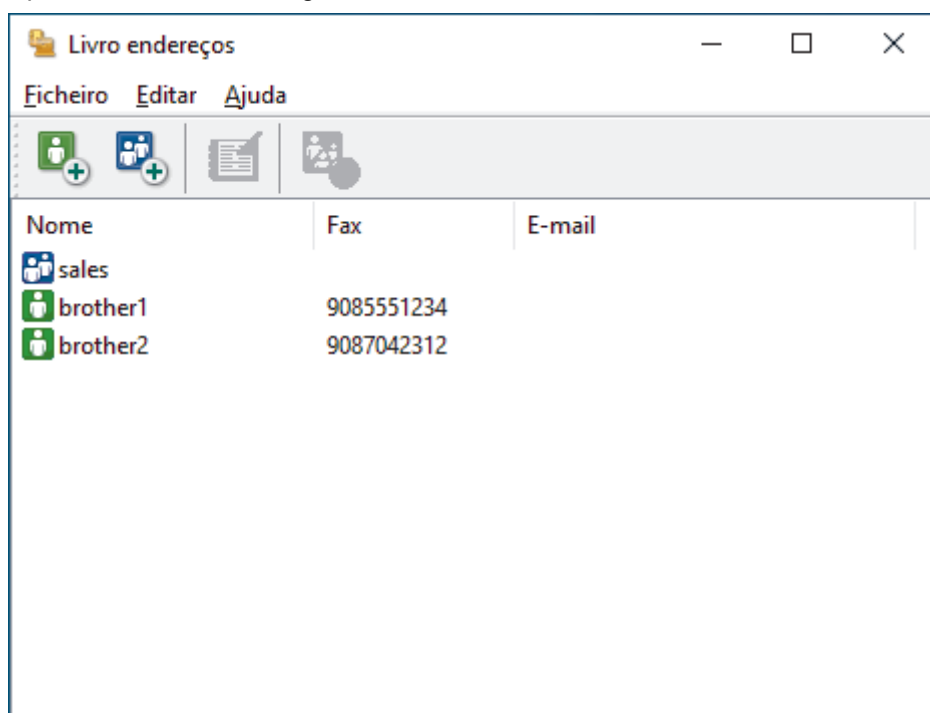 Livro endereços
Ficheiro Editar Ajuda
Nome Fax E-mail
sales
brother1 9085551234
brother2 9087042312